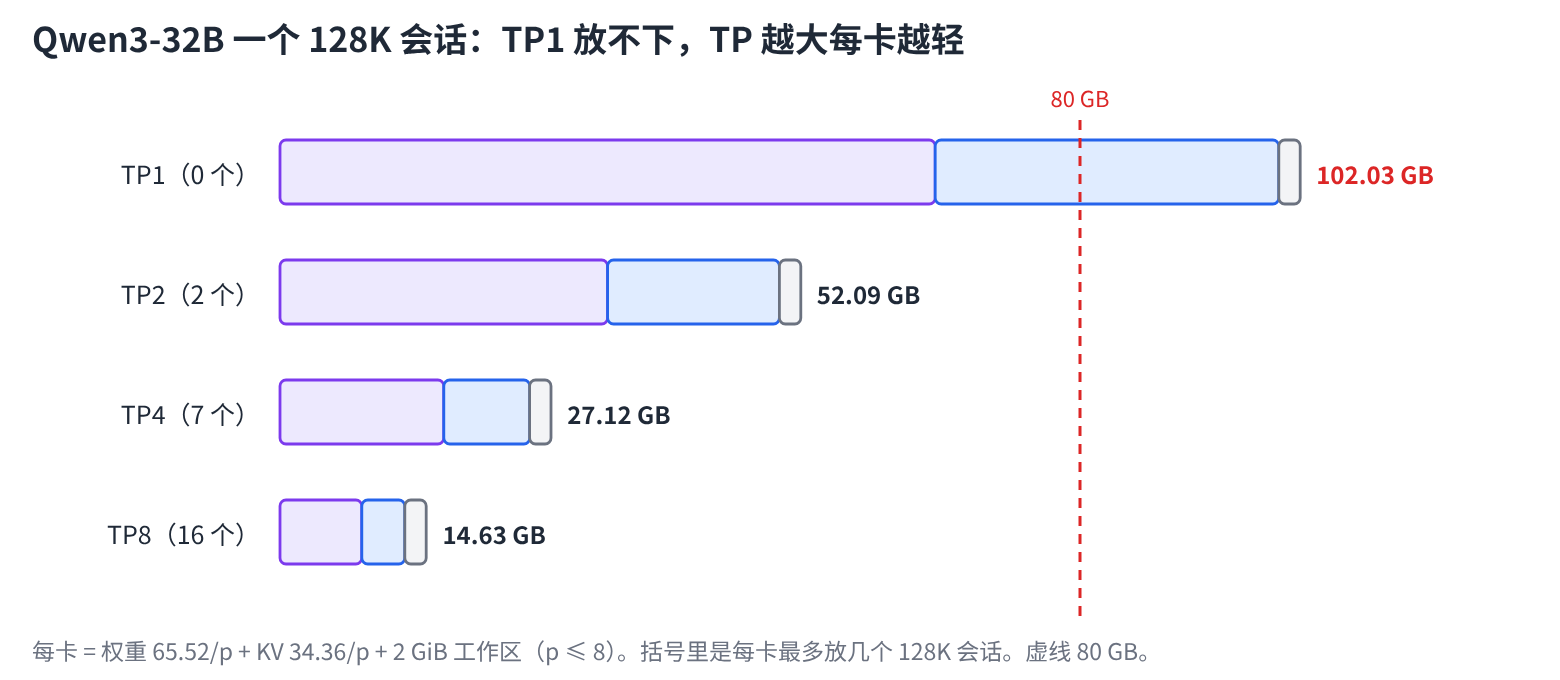 Qwen3-32B 一个 128K 会话：TP1 放不下，TP 越大每卡越轻
80 GB
TP1（0 个）
102.03 GB
TP2（2 个）
52.09 GB
TP4（7 个）
27.12 GB
TP8（16 个）
14.63 GB
每卡 = 权重 65.52/p + KV 34.36/p + 2 GiB 工作区（p ≤ 8）。括号里是每卡最多放几个 128K 会话。虚线 80 GB。